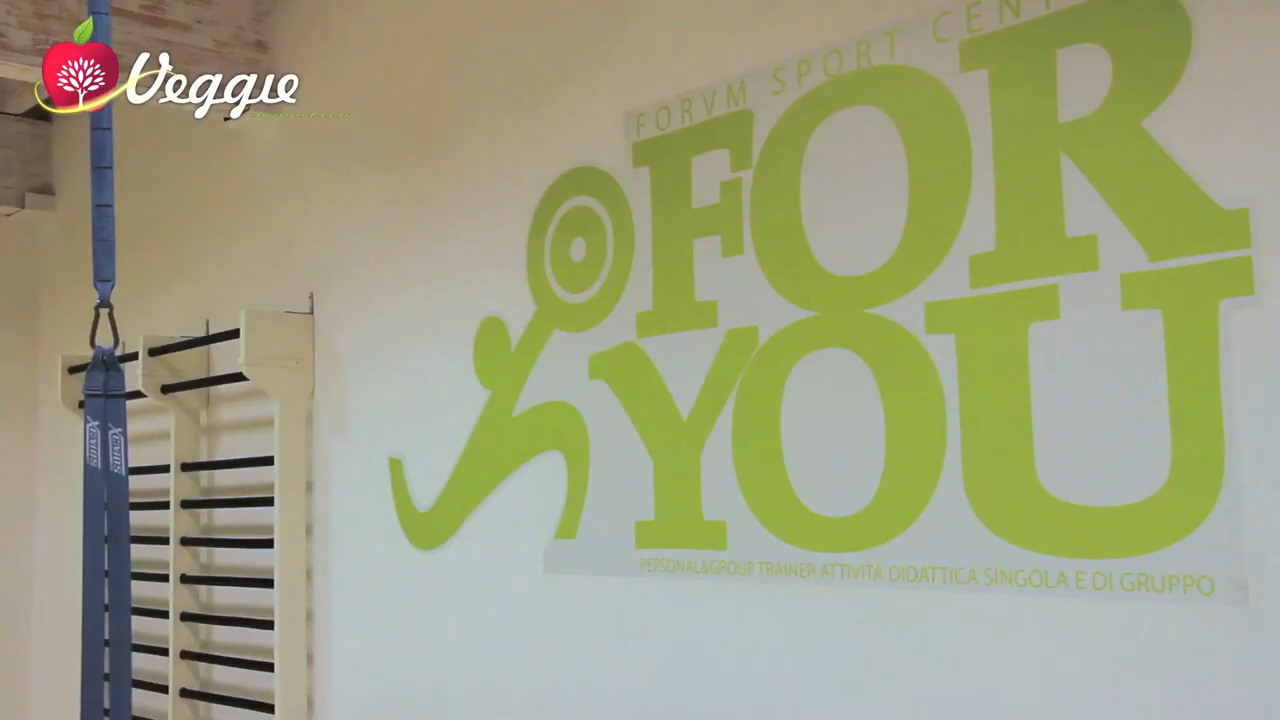 Veggie
FORVM SPORT CENT
FOR
YOU
PERSONAL&GROUP TRAINER ATTIVITÀ DIDATTICA SINGOLA E DI GRUPPO